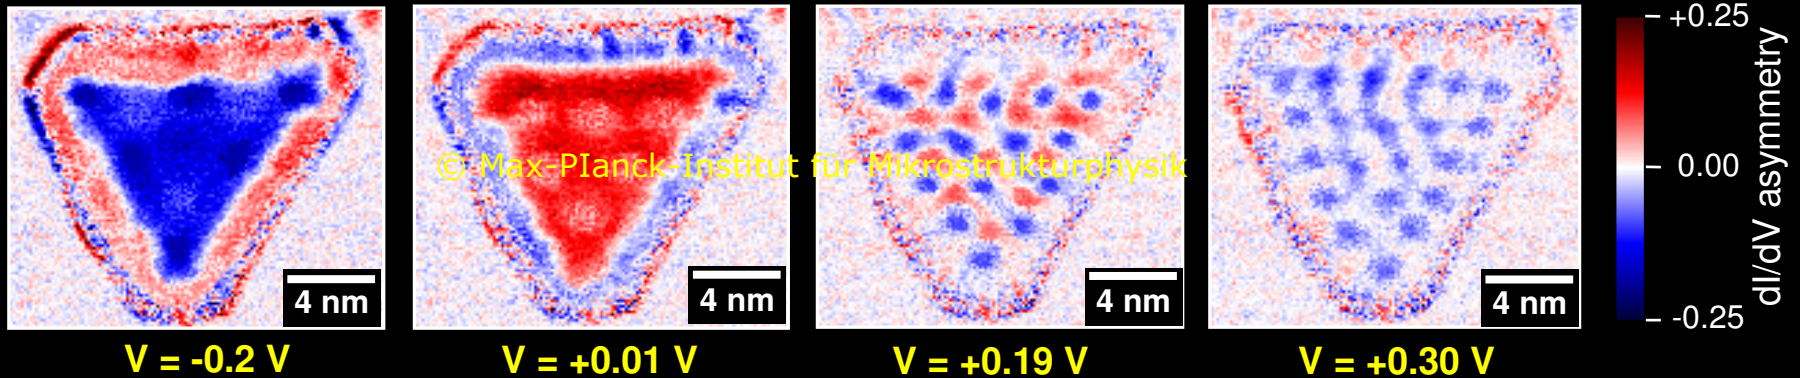 +0.25
0.00
-0.25
dI/dV asymmetry
© Max-Planck-Institut für Mikrostrukturphysik
4 nm
4 nm
4 nm
4 nm
V = -0.2 V
V = +0.01 V
V = +0.19 V
V = +0.30 V